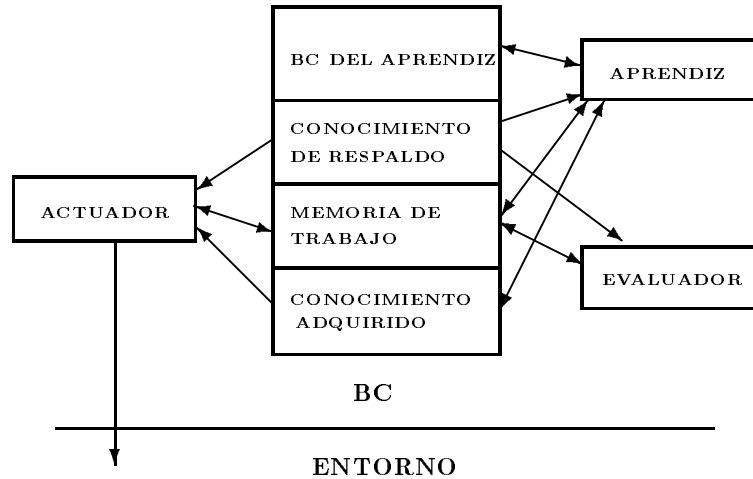 BC DEL APRENDIZ
APRENDIZ
CONOCIMIENTO
DE RESPALDO
ACTUADOR
MEMORIA DE
TRABAJO
EVALUADOR
CONOCIMIENTO
ADQUIRIDO
BC
ENTORNO